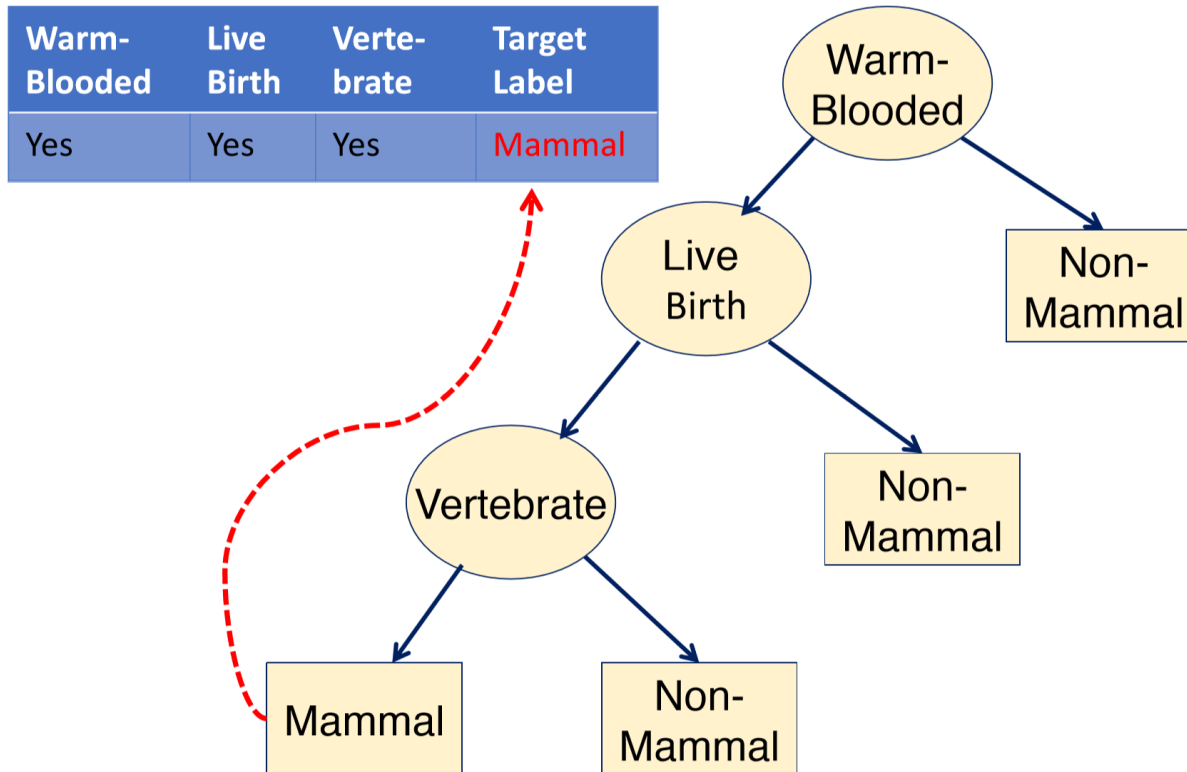 Warm- Live Verte- Target
Blooded Birth brate Label
Yes Yes Yes Mammal
Warm-
Blooded
Live
Birth
Non-
Mammal
Vertebrate
Non-
Mammal
Mammal
Non-
Mammal